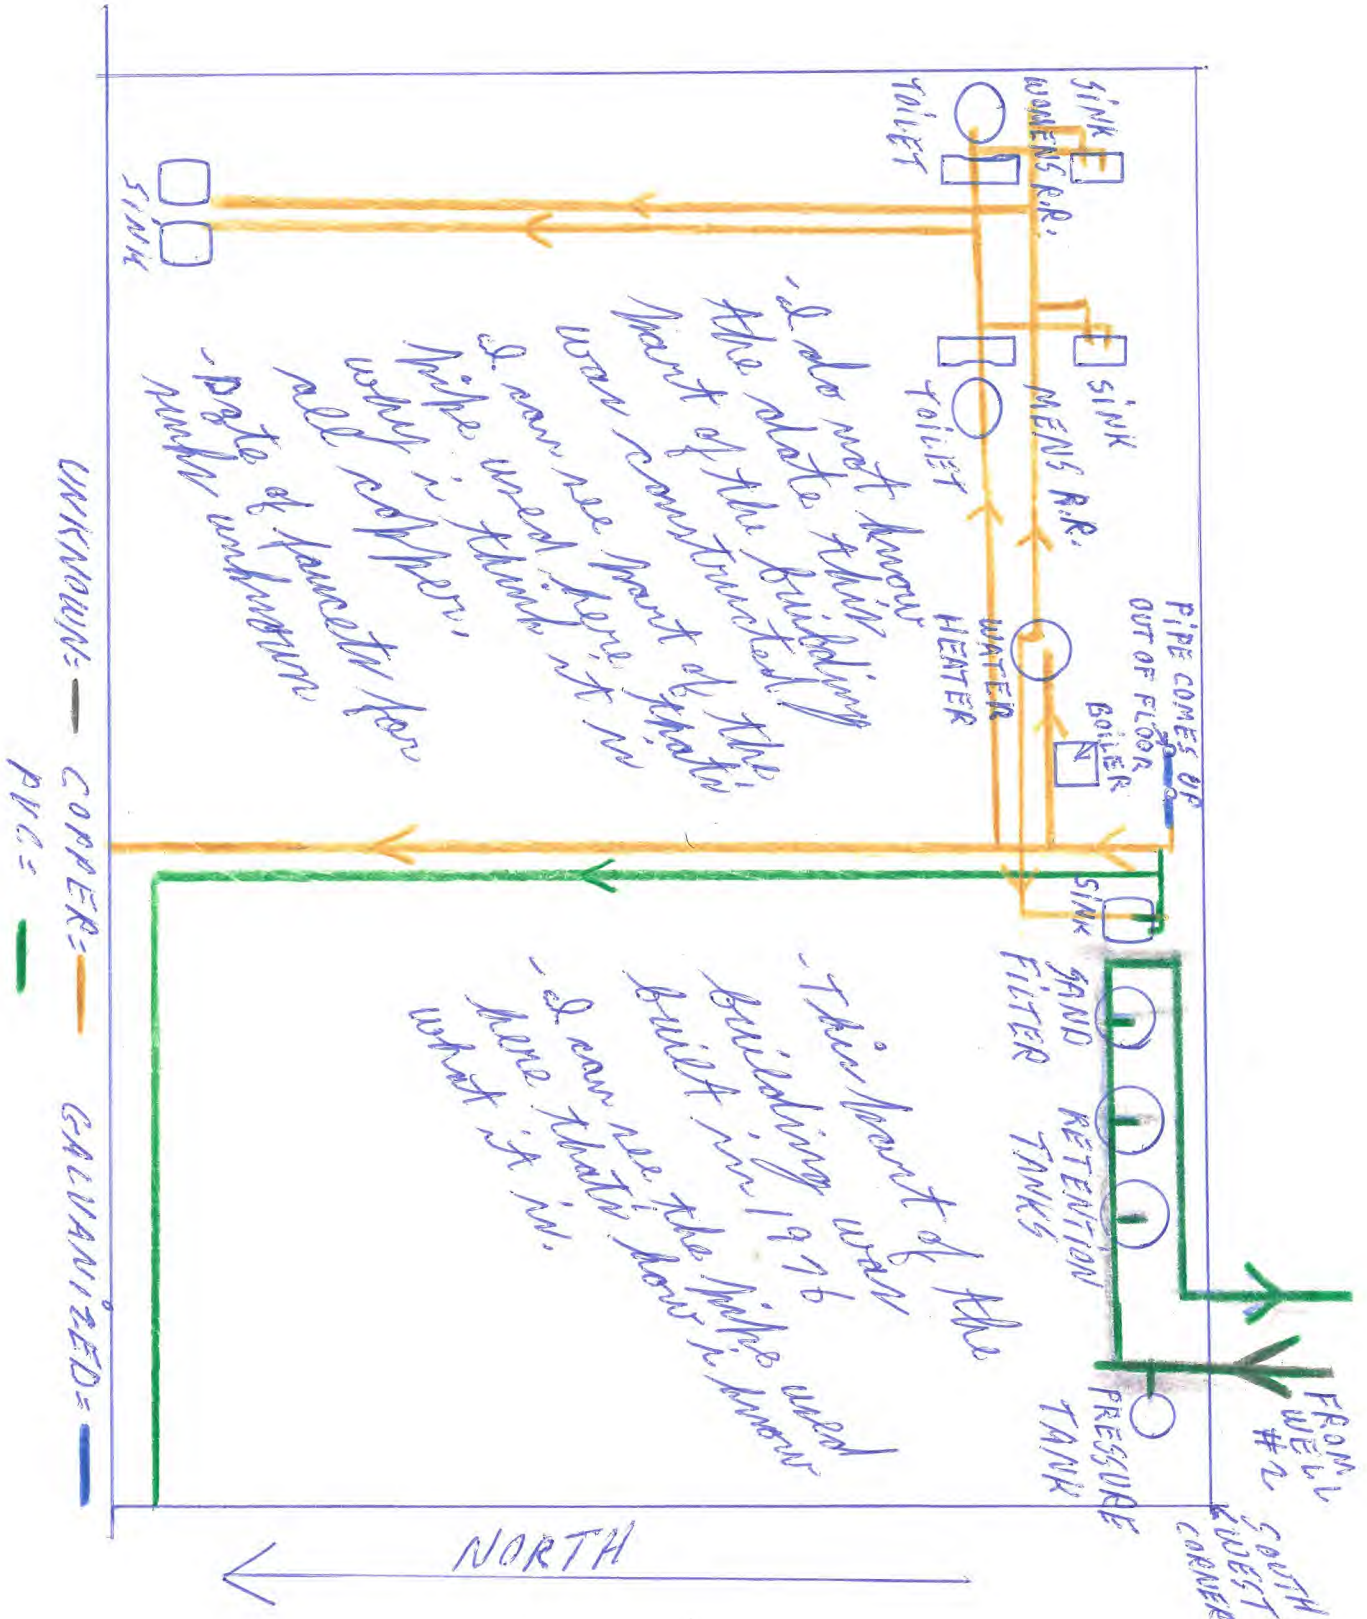 FROM
WELL
#2
SOUTH
WEST
CORNER
PIPE COMES UP
OUT OF FLOOR
BOILER
SINK
WOMENS R.R.
TOILET
SINK
MENS R.R.
TOILET
WATER
HEATER
SINK
SAND
FILTER
RETENTION
TANKS
PRESSURE
TANK
- I do not know
the date this
part of the building
was constructed.
I can see part of the
pipe used here thats
why i think it is
all copper.
- Date of faucets for
sinks unknown
- This part of the
building was
built in 1976
- I can see the pipe used
here that's how i know
what it is.
SINK
NORTH
UNKNOWN= COPPER= GALVANIZED=
PVC=